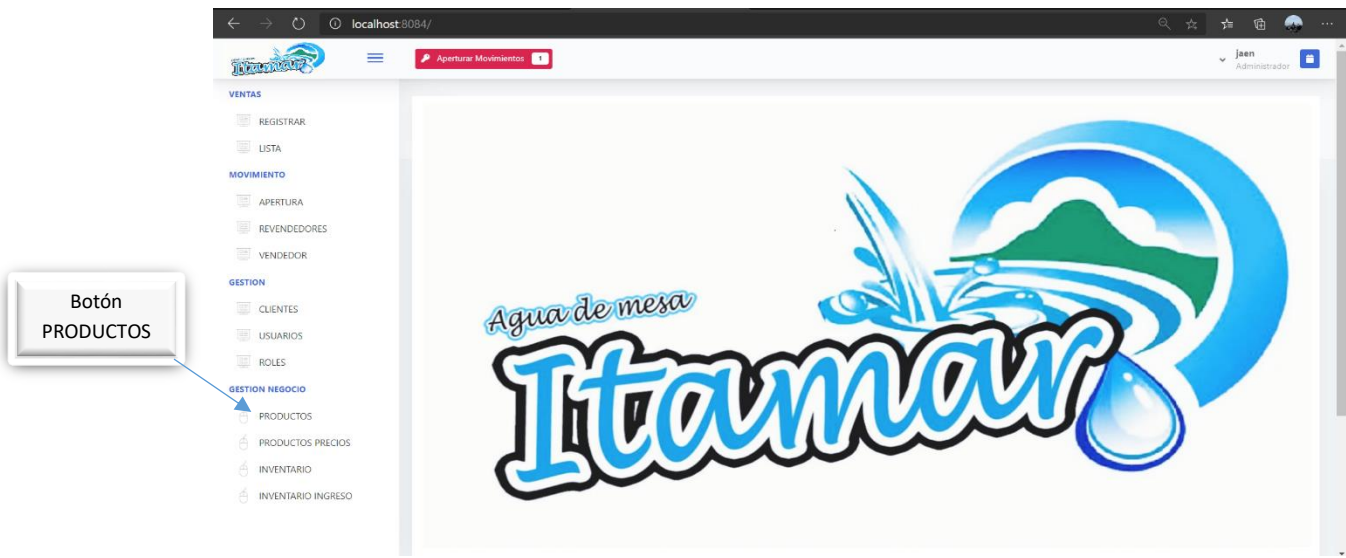 localhost:8084/
Itamar
Aperturar Movimientos 1
jaen
Administrador
VENTAS
REGISTRAR
LISTA
MOVIMIENTO
APERTURA
REVENDEDORES
VENDEDOR
GESTION
CLIENTES
USUARIOS
ROLES
GESTION NEGOCIO
PRODUCTOS
PRODUCTOS PRECIOS
INVENTARIO
INVENTARIO INGRESO
Botón
PRODUCTOS
Agua de mesa
Itamar